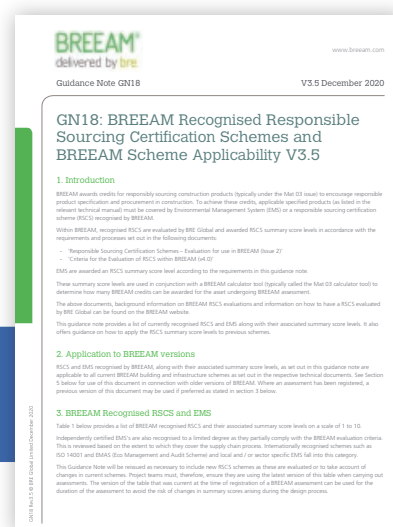 BREEAM®
delivered by bre
www.breeam.com
Guidance Note GN18
V3.5 December 2020
GN18: BREEAM Recognised Responsible
Sourcing Certification Schemes and
BREEAM Scheme Applicability V3.5
1. Introduction
BREEAM awards credits for responsibly sourcing construction products (typically under the Mat 03 issue) to encourage responsible
product specification and procurement in construction. To achieve these credits, applicable specified products (as listed in the
relevant technical manual) must be covered by Environmental Management System (EMS) or a responsible sourcing certification
scheme (RSCS) recognised by BREEAM.
Within BREEAM, recognised RSCS are evaluated by BRE Global and awarded RSCS summary score levels in accordance with the
requirements and processes set out in the following documents:
- 'Responsible Sourcing Certification Schemes – Evaluation for use in BREEAM (Issue 2)'
- 'Criteria for the Evaluation of RSCS within BREEAM (v4.0)'
EMS are awarded an RSCS summary score level according to the requirements in this guidance note.
These summary score levels are used in conjunction with a BREEAM calculator tool (typically called the Mat 03 calculator tool) to
determine how many BREEAM credits can be awarded for the asset undergoing BREEAM assessment.
The above documents, background information on BREEAM RSCS evaluations and information on how to have a RSCS evaluated
by BRE Global can be found on the BREEAM website.
This guidance note provides a list of currently recognised RSCS and EMS along with their associated summary score levels. It also
offers guidance on how to apply the RSCS summary score levels to previous schemes.
2. Application to BREEAM versions
RSCS and EMS recognised by BREEAM, along with their associated summary score levels, as set out in this guidance note are
applicable to all current BREEAM building and infrastructure schemes as set out in the respective technical documents. See Section
5 below for use of this document in connection with older versions of BREEAM. Where an assessment has been registered, a
previous version of this document may be used if preferred as stated in section 3 below.
3. BREEAM Recognised RSCS and EMS
Table 1 below provides a list of BREEAM recognised RSCS and their associated summary score levels on a scale of 1 to 10.
Independently certified EMS's are also recognised to a limited degree as they partially comply with the BREEAM evaluation criteria.
This is reviewed based on the extent to which they cover the supply chain process. Internationally recognised schemes such as
ISO 14001 and EMAS (Eco Management and Audit Scheme) and local and / or sector specific EMS fall into this category.
This Guidance Note will be reissued as necessary to include new RSCS schemes as these are evaluated or to take account of
changes in current schemes. Project teams must, therefore, ensure they are using the latest version of this table when carrying out
assessments. The version of the table that was current at the time of registration of a BREEAM assessment can be used for the
duration of the assessment to avoid the risk of changes in summary scores arising during the design process.
GN18 Rev3.5 © BRE Global Limited December 2020